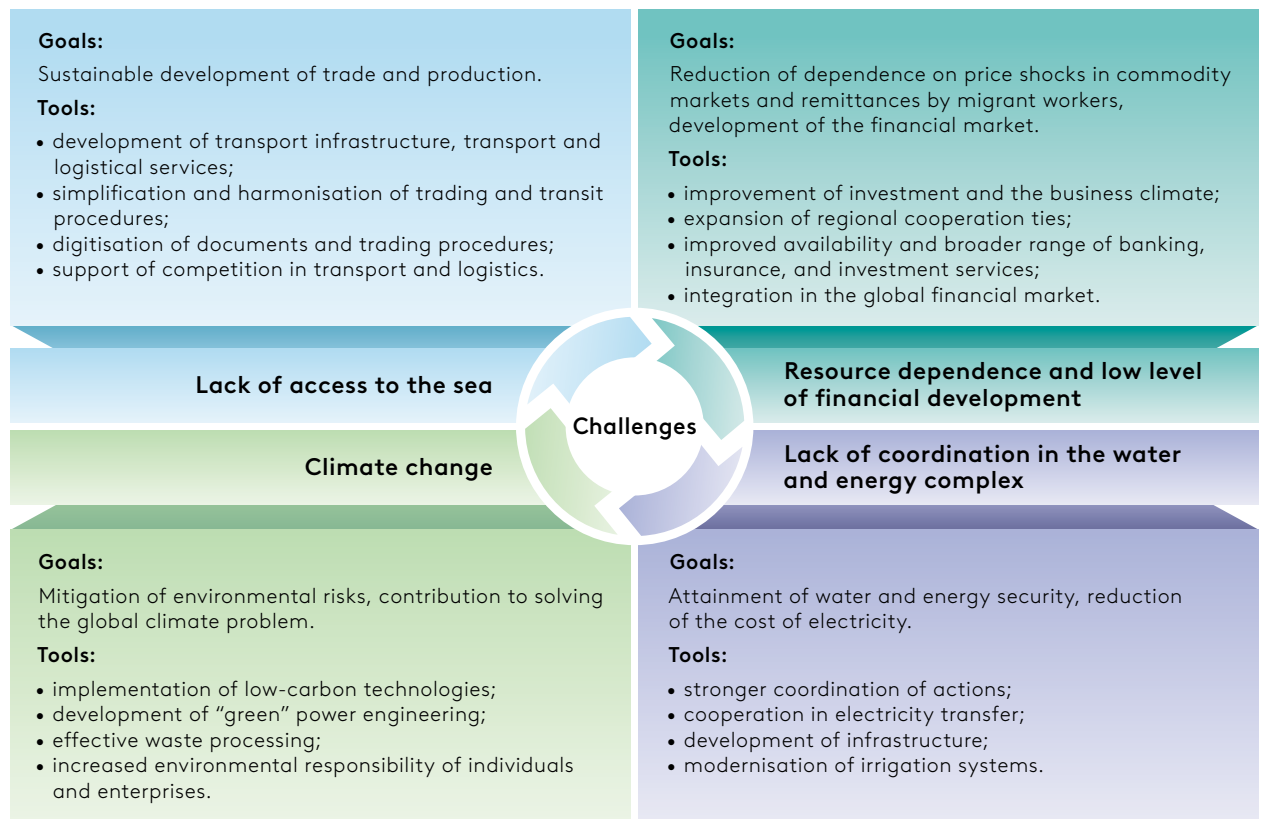 Goals:
Sustainable development of trade and production.
Tools:
• development of transport infrastructure, transport and
logistical services;
• simplification and harmonisation of trading and transit
procedures;
• digitisation of documents and trading procedures;
• support of competition in transport and logistics.
Goals:
Reduction of dependence on price shocks in commodity
markets and remittances by migrant workers,
development of the financial market.
Tools:
• improvement of investment and the business climate;
• expansion of regional cooperation ties;
• improved availability and broader range of banking,
insurance, and investment services;
• integration in the global financial market.
Lack of access to the sea
Resource dependence and low level
of financial development
Challenges
Climate change
Lack of coordination in the water
and energy complex
Goals:
Mitigation of environmental risks, contribution to solving
the global climate problem.
Tools:
• implementation of low-carbon technologies;
• development of “green” power engineering;
• effective waste processing;
• increased environmental responsibility of individuals
and enterprises.
Goals:
Attainment of water and energy security, reduction
of the cost of electricity.
Tools:
• stronger coordination of actions;
• cooperation in electricity transfer;
• development of infrastructure;
• modernisation of irrigation systems.